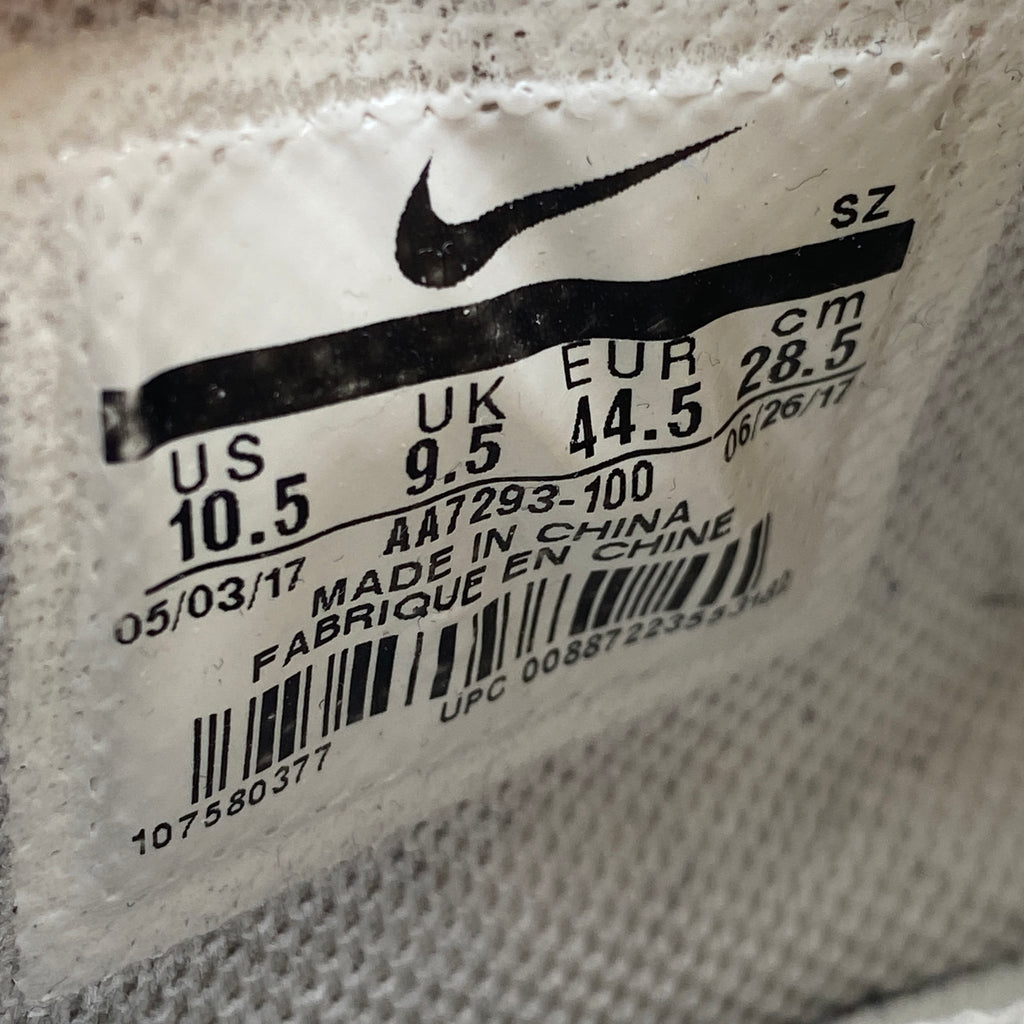 SZ
US UK EUR cm
10.5 9.5 44.5 28.5
05/03/17 AA7293-100 06/26/17
MADE IN CHINA
FABRIQUE EN CHINE
107580377 UPC